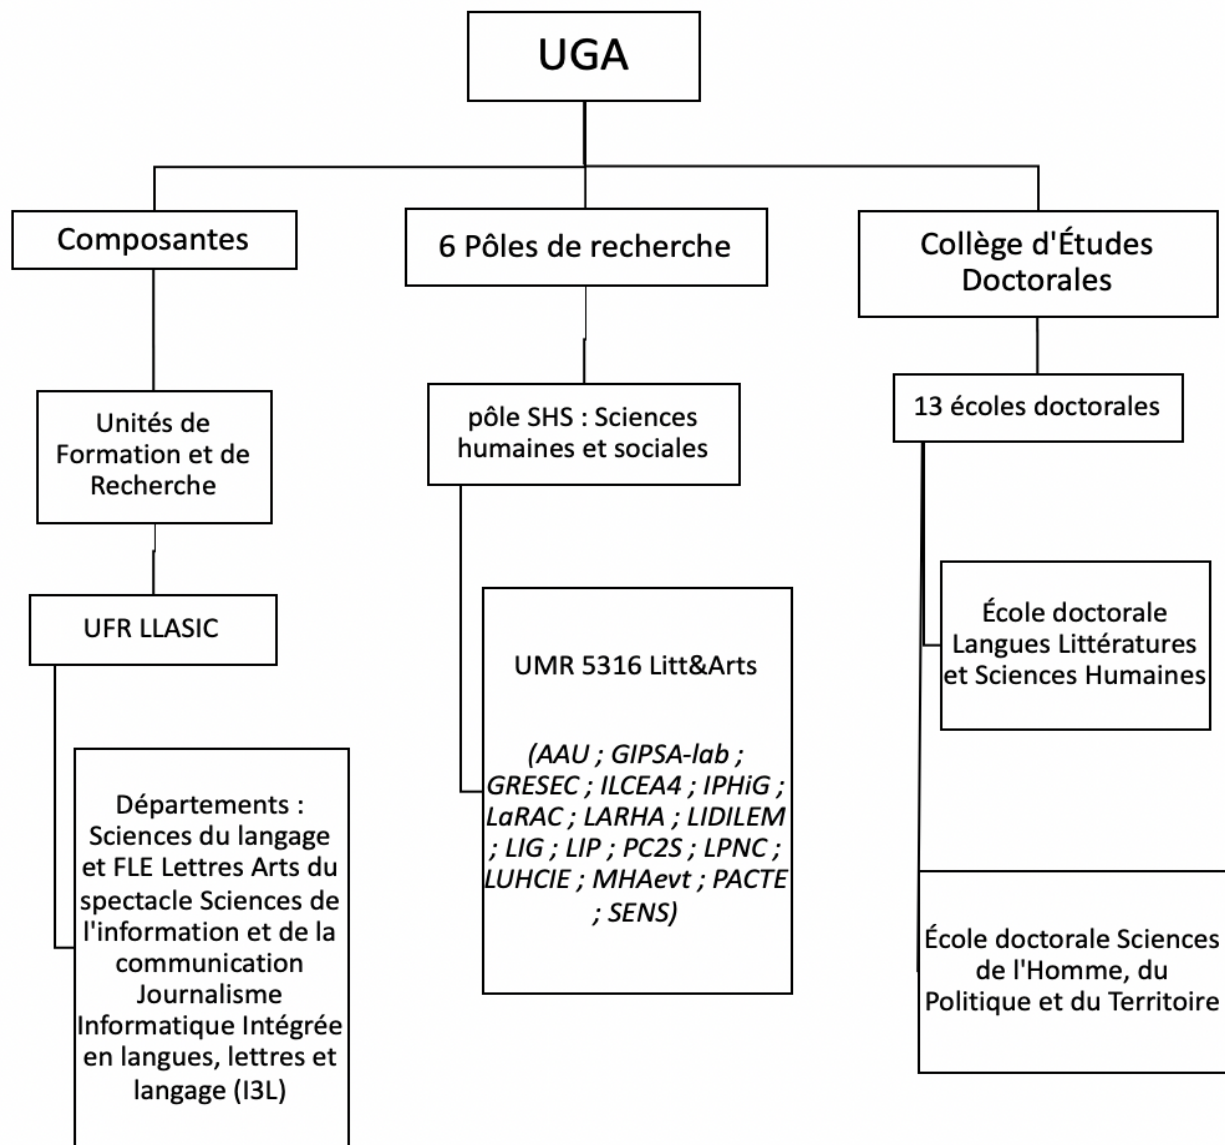 UGA
Composantes
6 Pôles de recherche
Collège d'Études
Doctorales
Unités de
Formation et de
Recherche
pôle SHS : Sciences
humaines et sociales
13 écoles doctorales
UFR LLASIC
UMR 5316 Litt&Arts
(AAU ; GIPSA-lab ;
GRESEC ; ILCEA4 ; IPHiG ;
LaRAC ; LARHA ; LIDILEM
; LIG ; LIP ; PC2S ; LPNC ;
LUHCIE ; MHAevt ; PACTE
; SENS)
École doctorale
Langues Littératures
et Sciences Humaines
Départements :
Sciences du langage
et FLE Lettres Arts du
spectacle Sciences de
l'information et de la
communication
Journalisme
Informatique Intégrée
en langues, lettres et
langage (I3L)
École doctorale Sciences
de l'Homme, du
Politique et du Territoire